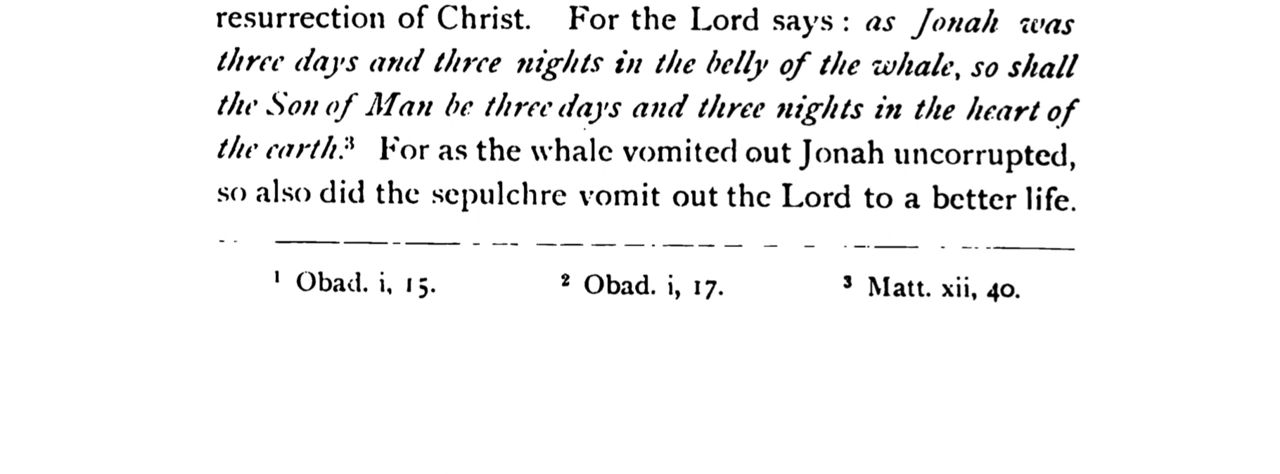 resurrection of Christ. For the Lord says : as Jonah was
three days and three nights in the belly of the whale, so shall
the Son of Man be three days and three nights in the heart of
the earth.³ For as the whale vomited out Jonah uncorrupted,
so also did the sepulchre vomit out the Lord to a better life.
¹ Obad. i, 15. ² Obad. i, 17. ³ Matt. xii, 40.